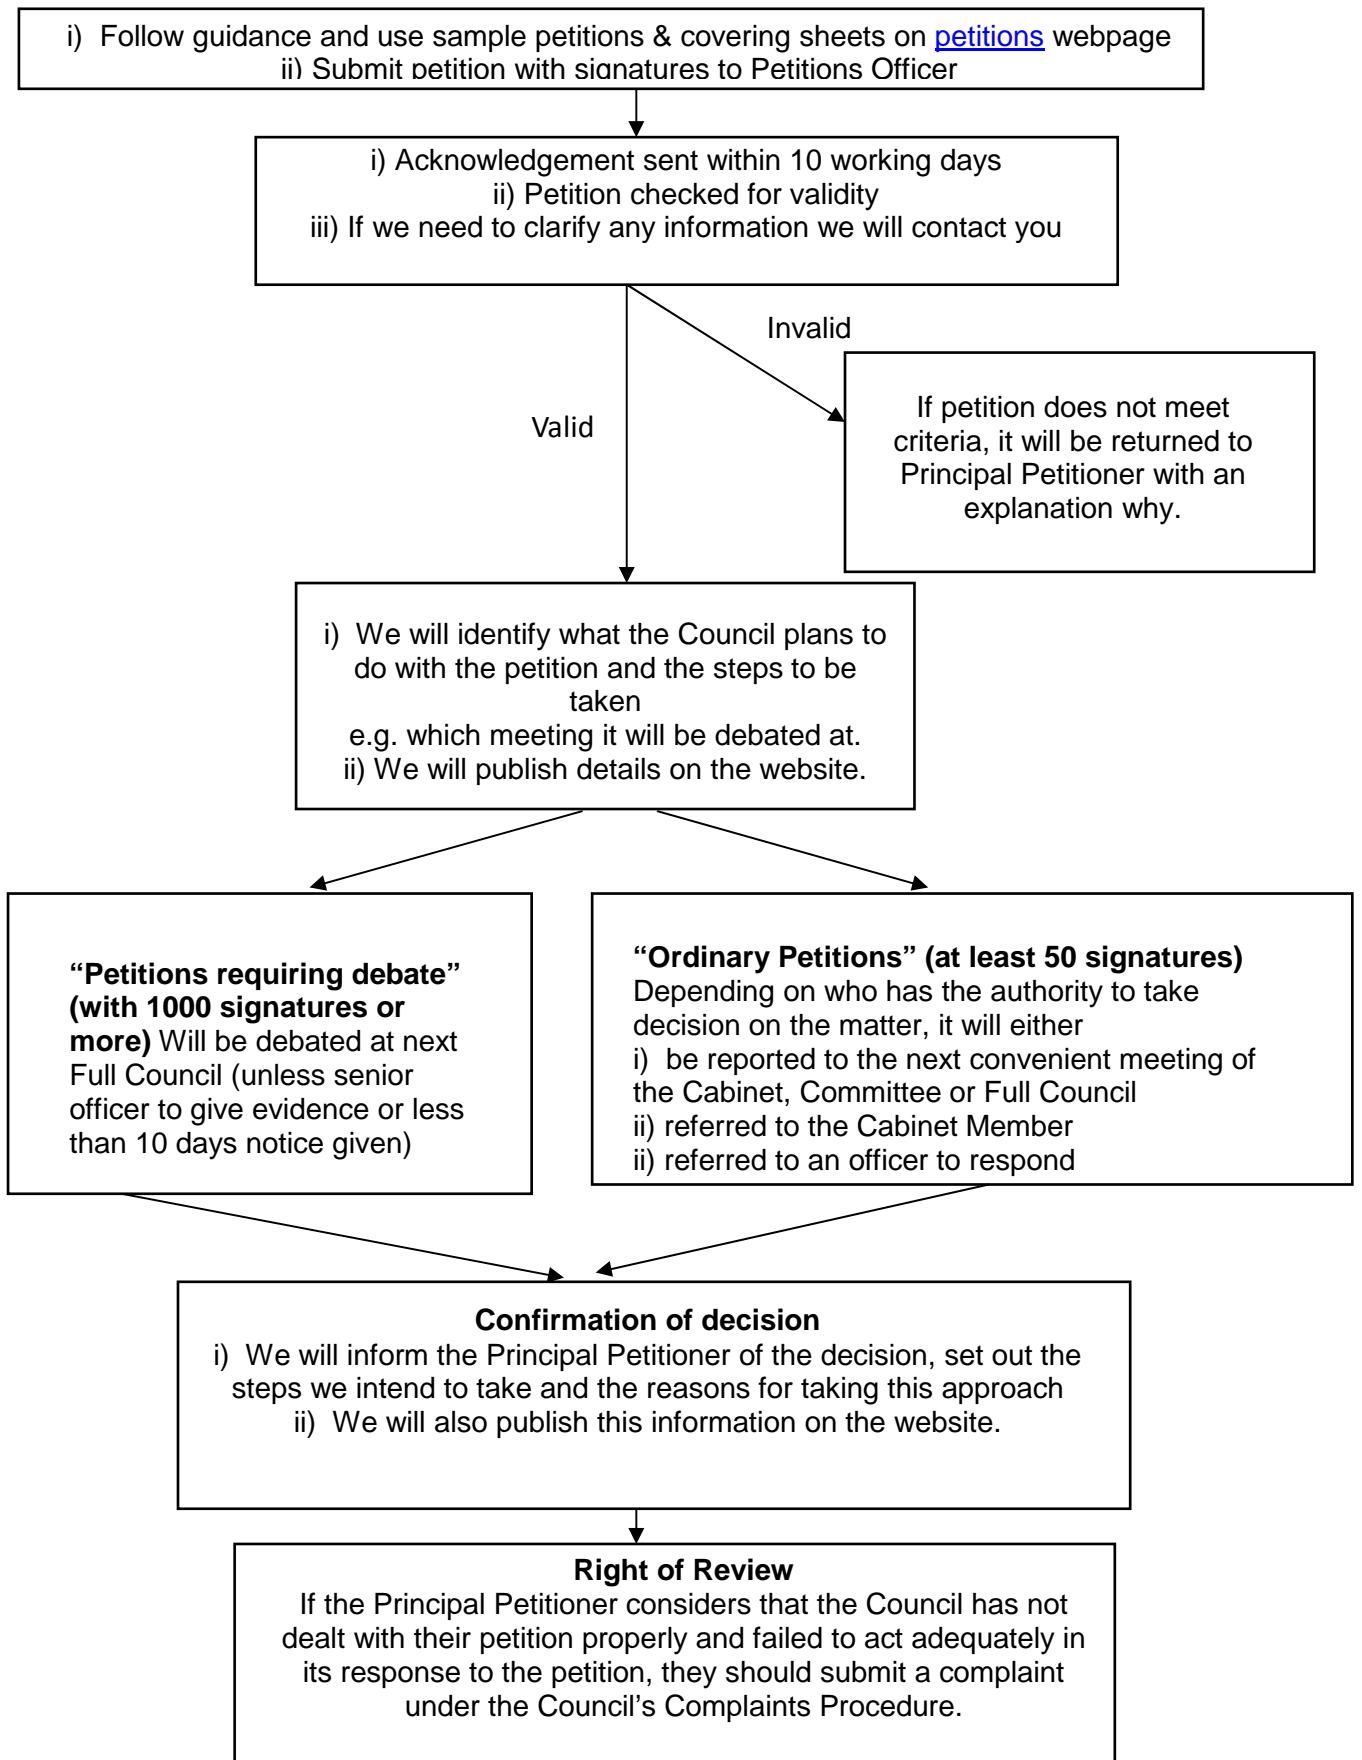 i) Follow guidance and use sample petitions & covering sheets on petitions webpage
ii) Submit petition with signatures to Petitions Officer
i) Acknowledgement sent within 10 working days
ii) Petition checked for validity
iii) If we need to clarify any information we will contact you
Invalid
If petition does not meet
criteria, it will be returned to
Principal Petitioner with an
explanation why.
Valid
i) We will identify what the Council plans to
do with the petition and the steps to be
taken
e.g. which meeting it will be debated at.
ii) We will publish details on the website.
“Petitions requiring debate”
(with 1000 signatures or
more) Will be debated at next
Full Council (unless senior
officer to give evidence or less
than 10 days notice given)
“Ordinary Petitions” (at least 50 signatures)
Depending on who has the authority to take
decision on the matter, it will either
i) be reported to the next convenient meeting of
the Cabinet, Committee or Full Council
ii) referred to the Cabinet Member
ii) referred to an officer to respond
Confirmation of decision
i) We will inform the Principal Petitioner of the decision, set out the
steps we intend to take and the reasons for taking this approach
ii) We will also publish this information on the website.
Right of Review
If the Principal Petitioner considers that the Council has not
dealt with their petition properly and failed to act adequately in
its response to the petition, they should submit a complaint
under the Council’s Complaints Procedure.